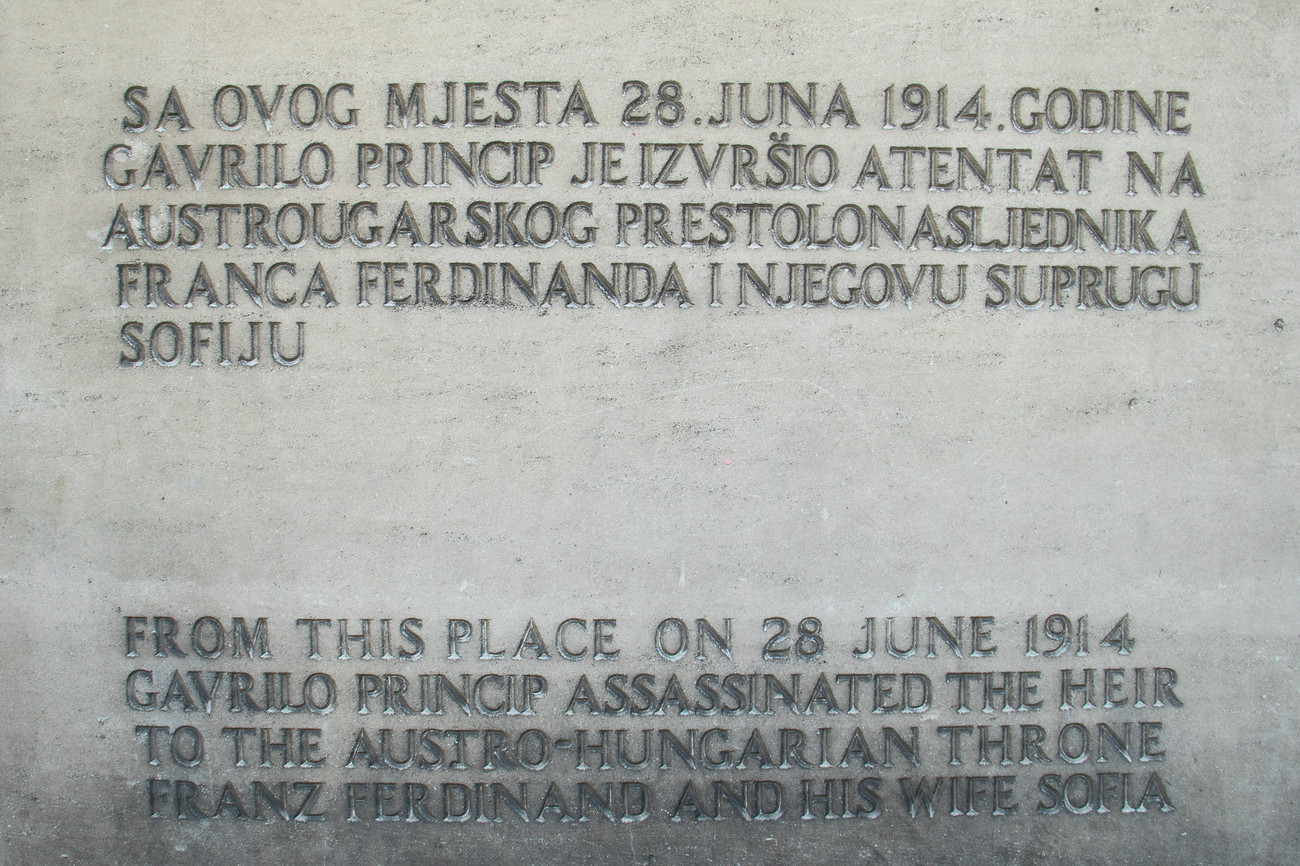 SA OVOG MJESTA 28.JUNA 1914.GODINE
GAVRILO PRINCIP JE IZVRŠIO ATENTAT NA
AUSTROUGARSKOG PRESTOLONASLJEDNIKA
FRANCA FERDINANDA I NJEGOVU SUPRUGU
SOFIJU
FROM THIS PLACE ON 28 JUNE 1914
GAVRILO PRINCIP ASSASSINATED THE HEIR
TO THE AUSTRO-HUNGARIAN THRONE
FRANZ FERDINAND AND HIS WIFE SOFIA